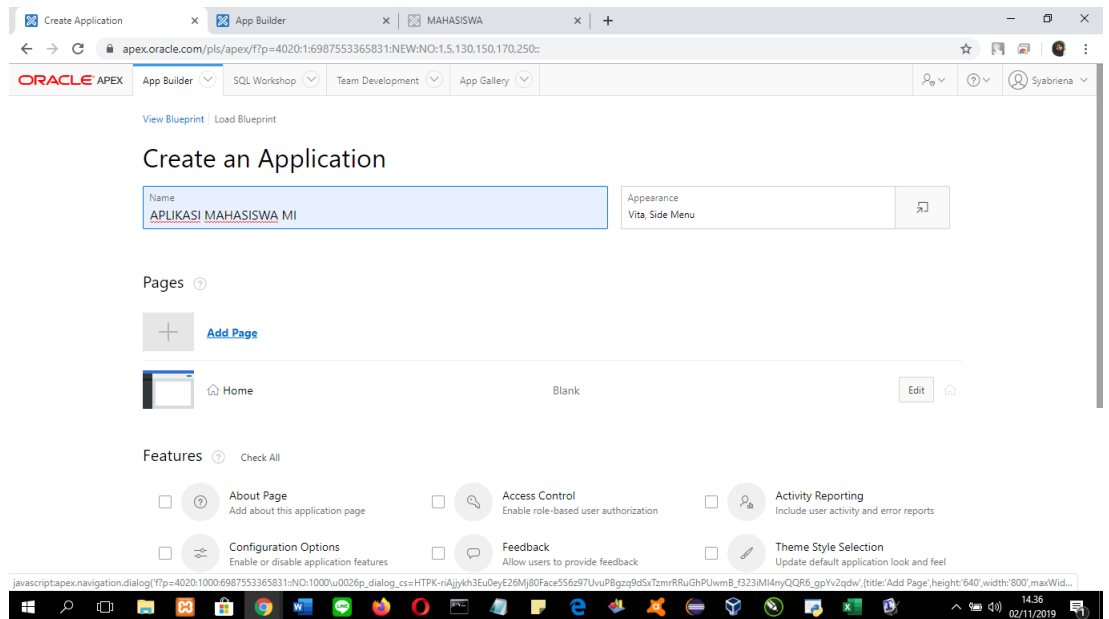 Create Application
App Builder
MAHASISWA
apex.oracle.com/pls/apex/f?p=4020:1:6987553365831:NEW:NO:1,5,130,150,170,250::
ORACLE APEX App Builder SQL Workshop Team Development App Gallery Syabriena
View Blueprint Load Blueprint
Create an Application
Name
APLIKASI MAHASISWA MI
Appearance
Vita, Side Menu
Pages
Add Page
Home Blank Edit
Features Check All
About Page
Add about this application page
Access Control
Enable role-based user authorization
Activity Reporting
Include user activity and error reports
Configuration Options
Enable or disable application features
Feedback
Allow users to provide feedback
Theme Style Selection
Update default application look and feel
14.36
02/11/2019